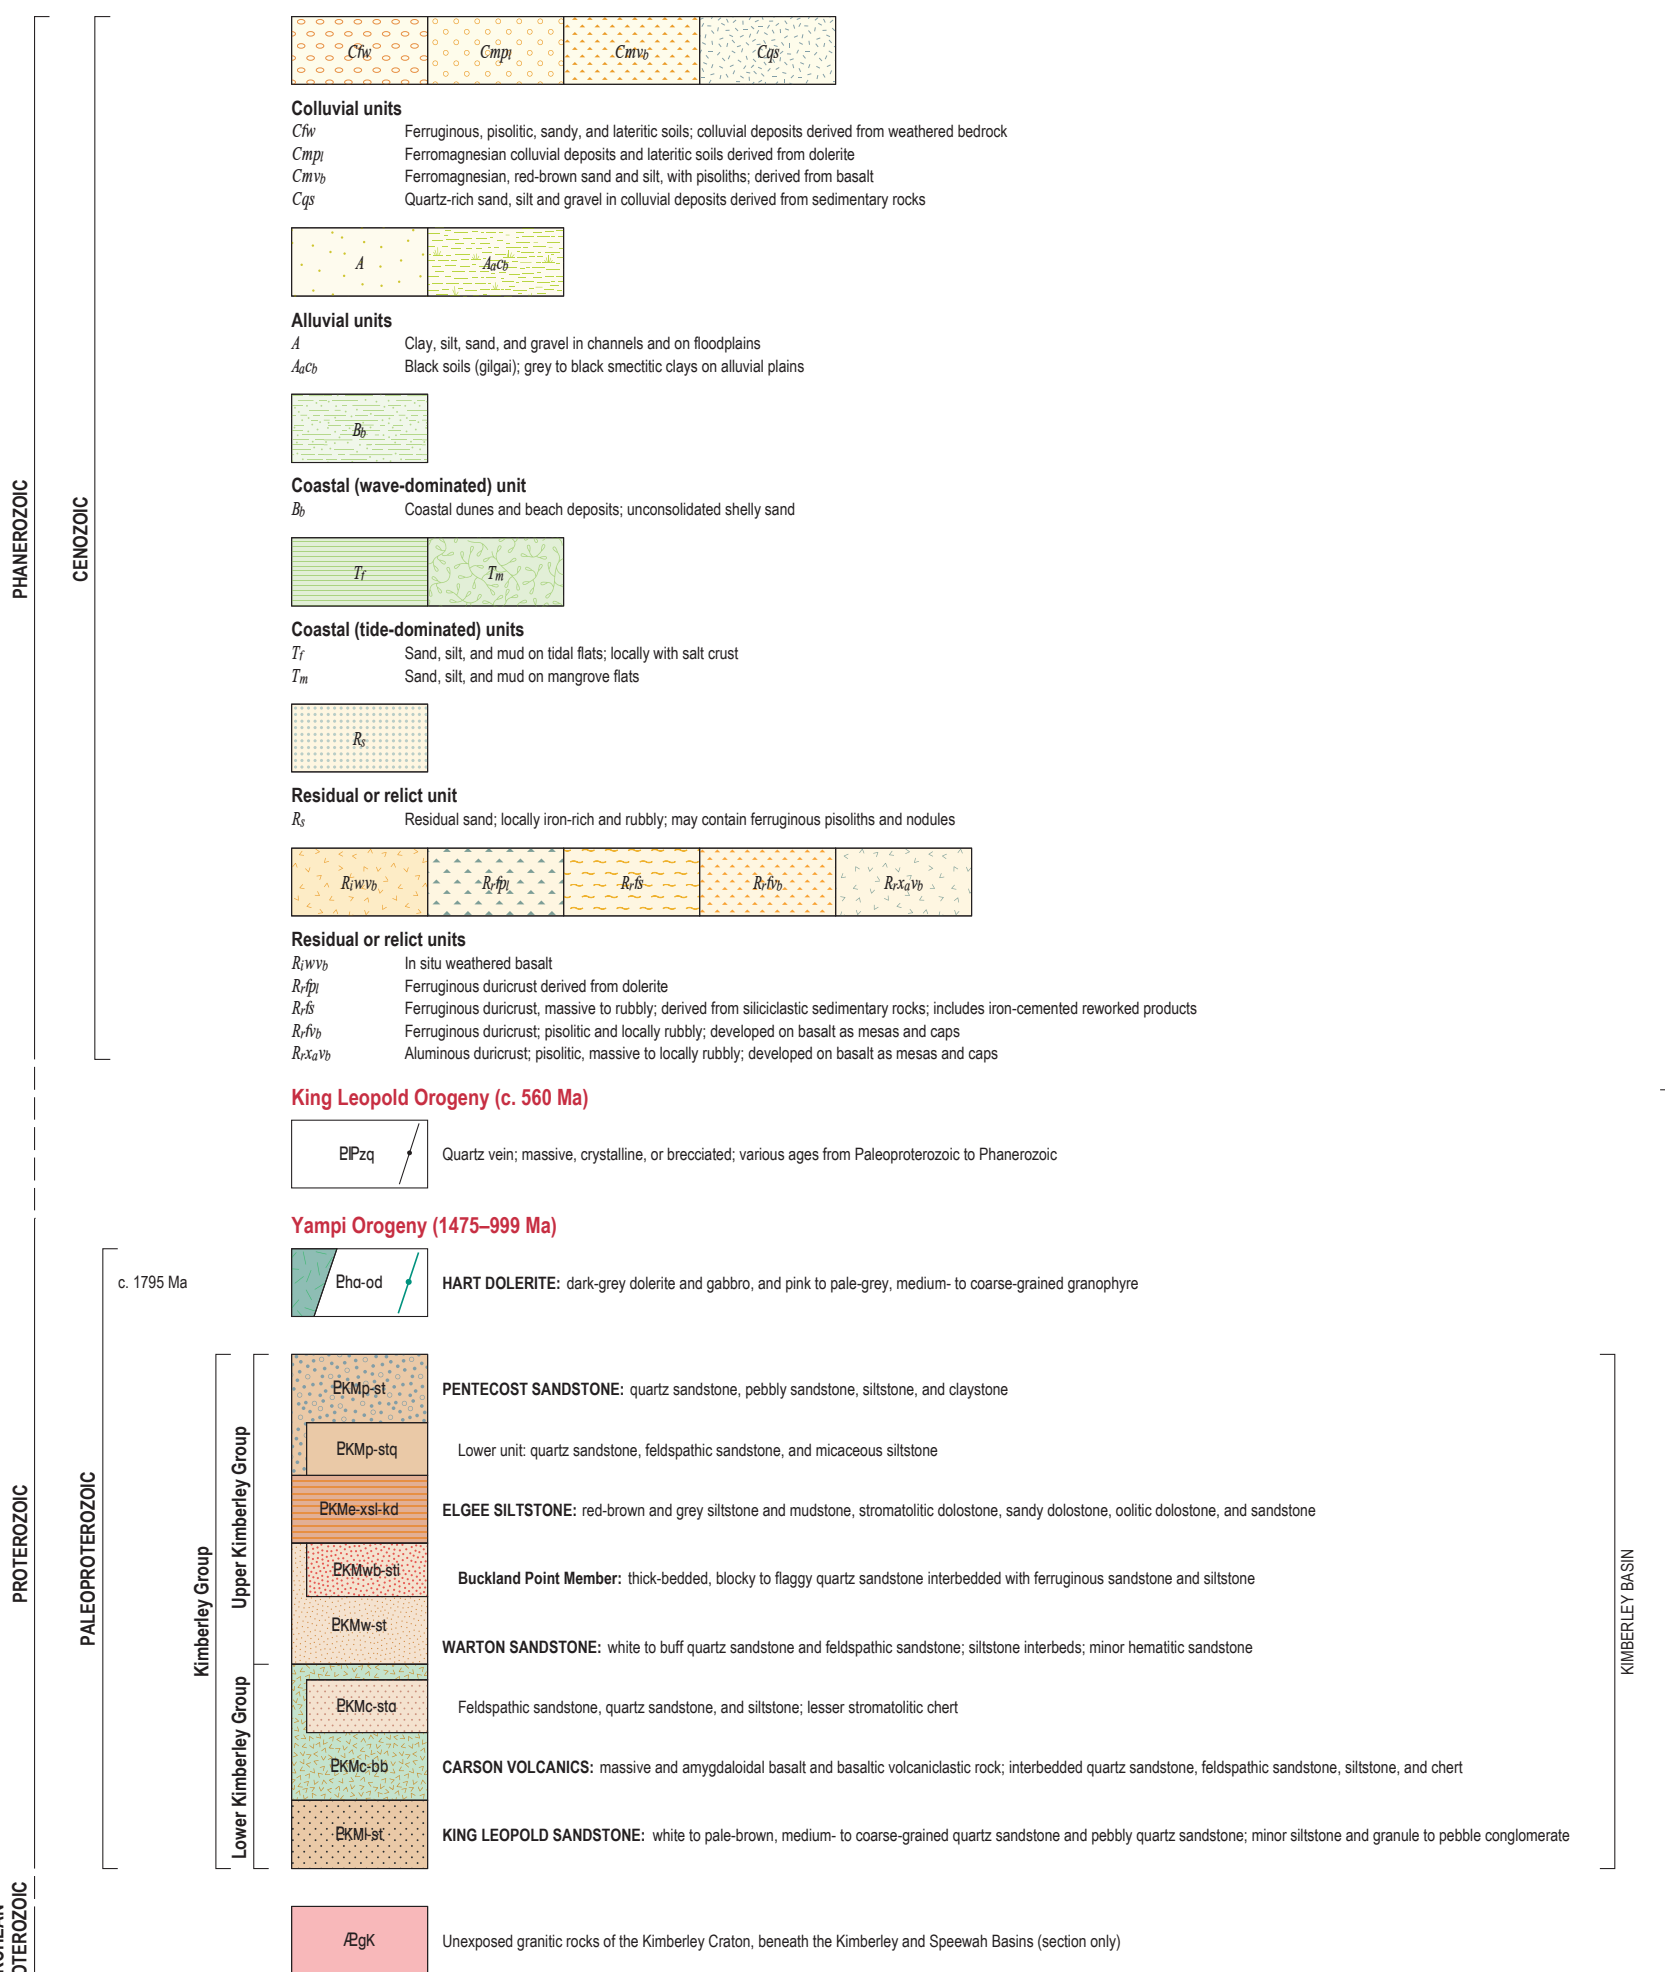 Cfw Cmpl Cmvb Cqs
Colluvial units
Cfw Ferruginous, pisolitic, sandy, and lateritic soils; colluvial deposits derived from weathered bedrock
Cmpl Ferromagnesian colluvial deposits and lateritic soils derived from dolerite
Cmvb Ferromagnesian, red-brown sand and silt, with pisoliths; derived from basalt
Cqs Quartz-rich sand, silt and gravel in colluvial deposits derived from sedimentary rocks
A Aacb
Alluvial units
A Clay, silt, sand, and gravel in channels and on floodplains
Aacb Black soils (gilgai); grey to black smectitic clays on alluvial plains
Bb
Coastal (wave-dominated) unit
Bb Coastal dunes and beach deposits; unconsolidated shelly sand
Tf Tm
Coastal (tide-dominated) units
Tf Sand, silt, and mud on tidal flats; locally with salt crust
Tm Sand, silt, and mud on mangrove flats
Rs
Residual or relict unit
Rs Residual sand; locally iron-rich and rubbly; may contain ferruginous pisoliths and nodules
Riwvb Rrfpl Rrfs Rrfvb Rrxavb
Residual or relict units
Riwvb In situ weathered basalt
Rrfpl Ferruginous duricrust derived from dolerite
Rrfs Ferruginous duricrust, massive to rubbly; derived from siliciclastic sedimentary rocks; includes iron-cemented reworked products
Rrfvb Ferruginous duricrust; pisolitic and locally rubbly; developed on basalt as mesas and caps
Rrxavb Aluminous duricrust; pisolitic, massive to locally rubbly; developed on basalt as mesas and caps
PHANEROZOIC
CENOZOIC
King Leopold Orogeny (c. 560 Ma)
Quartz vein; massive, crystalline, or brecciated; various ages from Paleoproterozoic to Phanerozoic
Yampi Orogeny (1475–999 Ma)
c. 1795 Ma
Pha-od HART DOLERITE: dark-grey dolerite and gabbro, and pink to pale-grey, medium- to coarse-grained granophyre
PKMp-st PENTECOST SANDSTONE: quartz sandstone, pebbly sandstone, siltstone, and claystone
PKMp-stq Lower unit: quartz sandstone, feldspathic sandstone, and micaceous siltstone
PKMe-xsl-kd ELGEE SILTSTONE: red-brown and grey siltstone and mudstone, stromatolitic dolostone, sandy dolostone, oolitic dolostone, and sandstone
PKMwb-sti Buckland Point Member: thick-bedded, blocky to flaggy quartz sandstone interbedded with ferruginous sandstone and siltstone
PKMw-st
WARTON SANDSTONE: white to buff quartz sandstone and feldspathic sandstone; siltstone interbeds; minor hematitic sandstone
PKMc-sta Feldspathic sandstone, quartz sandstone, and siltstone; lesser stromatolitic chert
PKMc-bb CARSON VOLCANICS: massive and amygdaloidal basalt and basaltic volcaniclastic rock; interbedded quartz sandstone, feldspathic sandstone, siltstone, and chert
PKMl-st KING LEOPOLD SANDSTONE: white to pale-brown, medium- to coarse-grained quartz sandstone and pebbly quartz sandstone; minor siltstone and granule to pebble conglomerate
PROTEROZOIC
PALEOPROTEROZOIC
Kimberley Group
Upper Kimberley Group
Lower Kimberley Group
KIMBERLEY BASIN
Unexposed granitic rocks of the Kimberley Craton, beneath the Kimberley and Speewah Basins (section only)